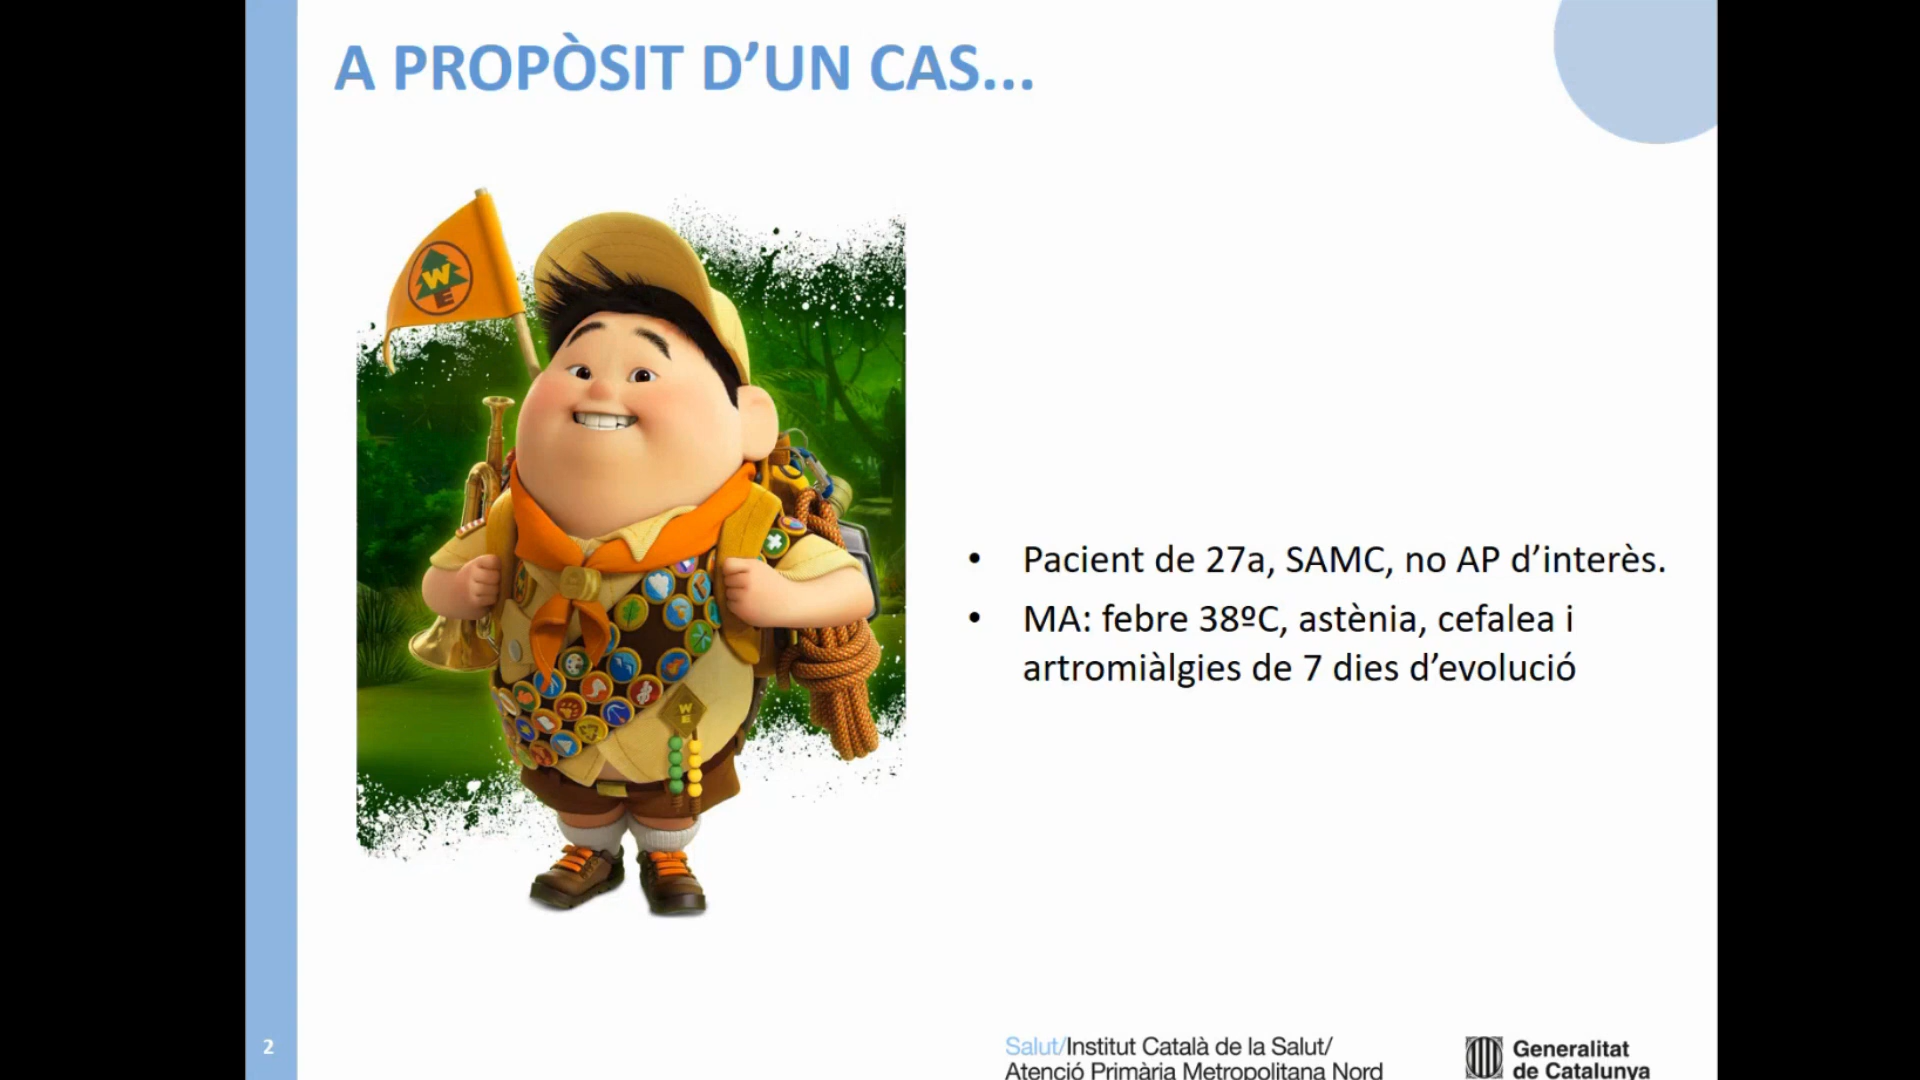 A PROPÒSIT D’UN CAS...
W
E
W
E
• Pacient de 27a, SAMC, no AP d’interès.
• MA: febre 38ºC, astènia, cefalea i
artromiàlgies de 7 dies d’evolució
2
Salut/Institut Català de la Salut/
Atenció Primària Metropolitana Nord
Generalitat
de Catalunya